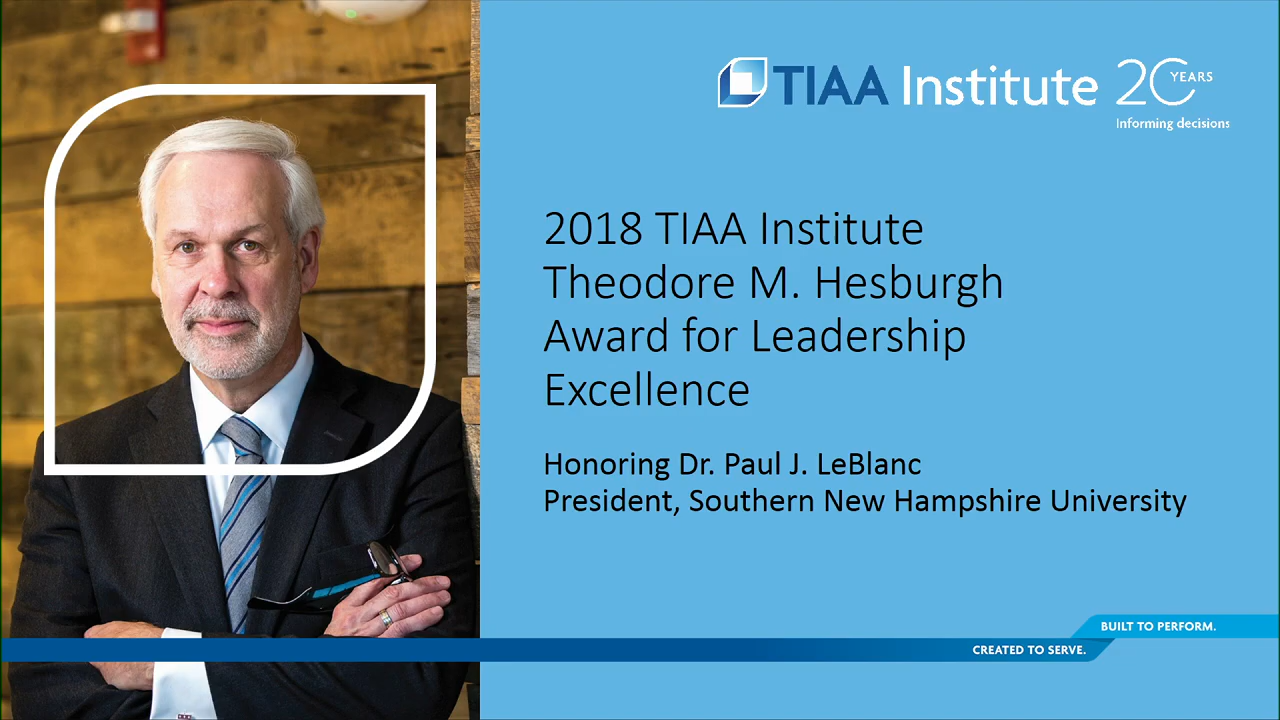 TIAA Institute 20 YEARS
Informing decisions
2018 TIAA Institute
Theodore M. Hesburgh
Award for Leadership
Excellence
Honoring Dr. Paul J. LeBlanc
President, Southern New Hampshire University
BUILT TO PERFORM.
CREATED TO SERVE.